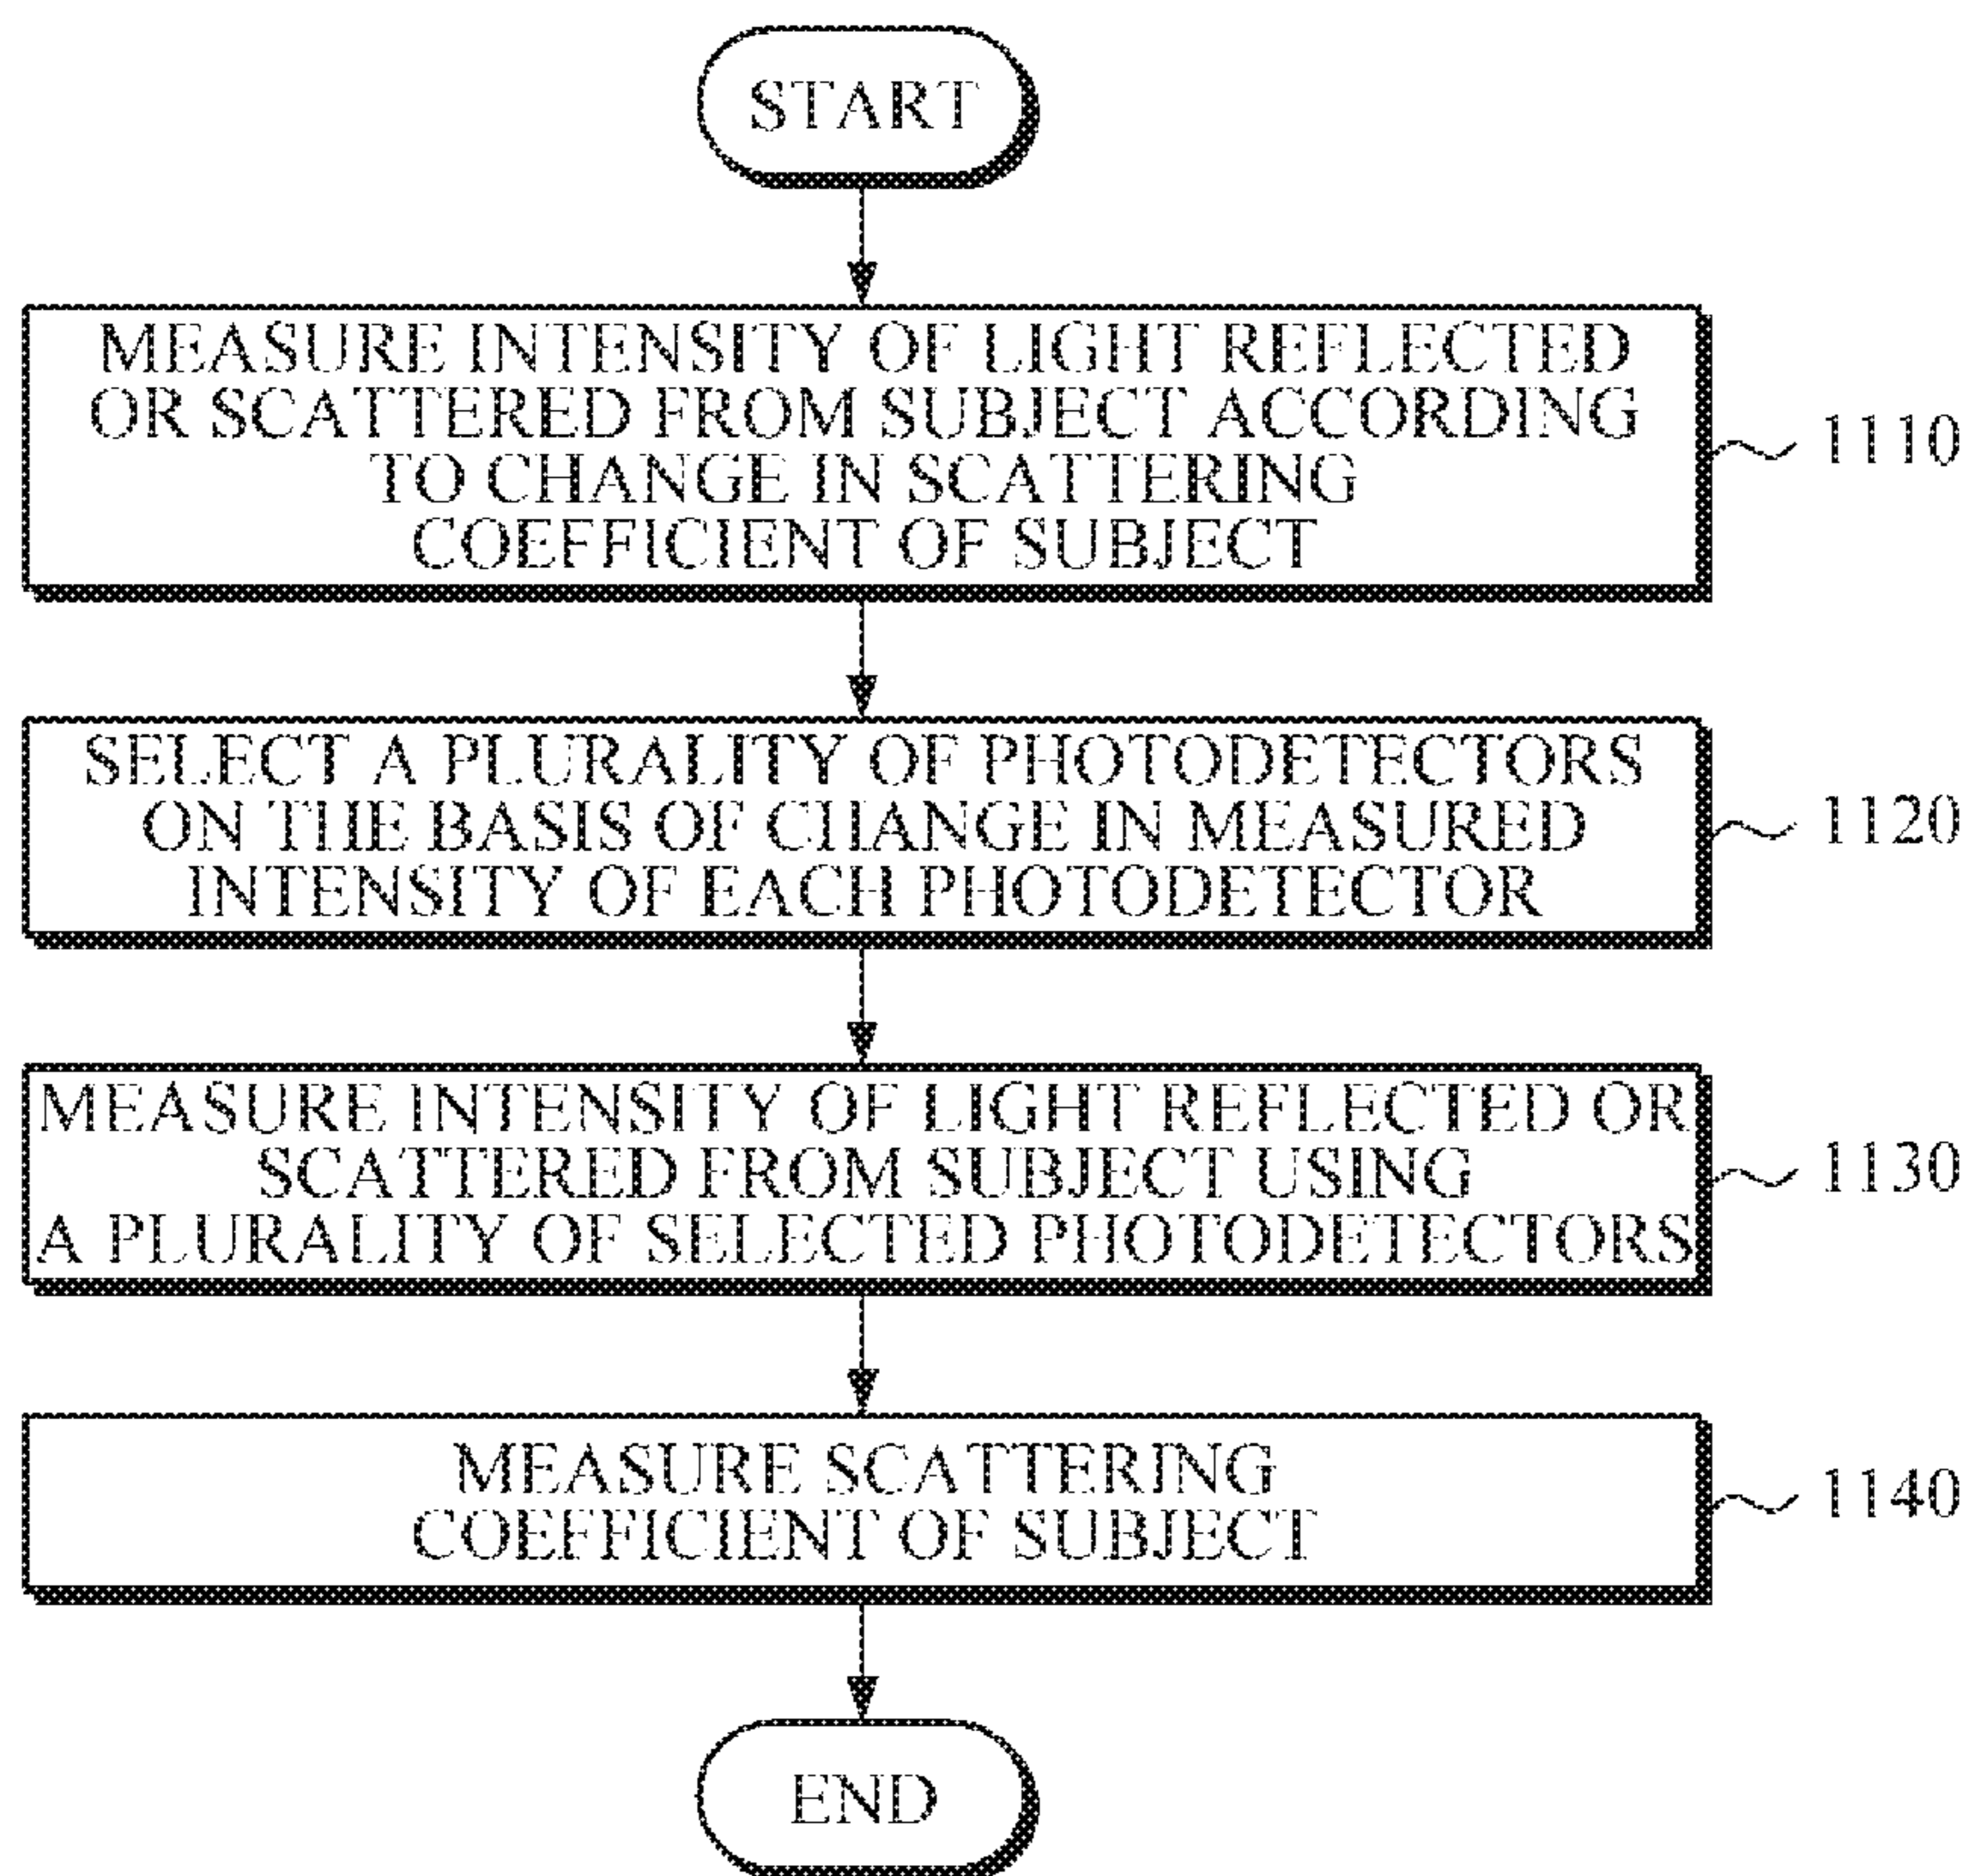 START
MEASURE INTENSITY OF LIGHT REFLECTED
OR SCATTERED FROM SUBJECT ACCORDING
TO CHANGE IN SCATTERING
COEFFICIENT OF SUBJECT
1110
SELECT A PLURALITY OF PHOTODETECTORS
ON THE BASIS OF CHANGE IN MEASURED
INTENSITY OF EACH PHOTODETECTOR
1120
MEASURE INTENSITY OF LIGHT REFLECTED OR
SCATTERED FROM SUBJECT USING
A PLURALITY OF SELECTED PHOTODETECTORS
1130
MEASURE SCATTERING
COEFFICIENT OF SUBJECT
1140
END